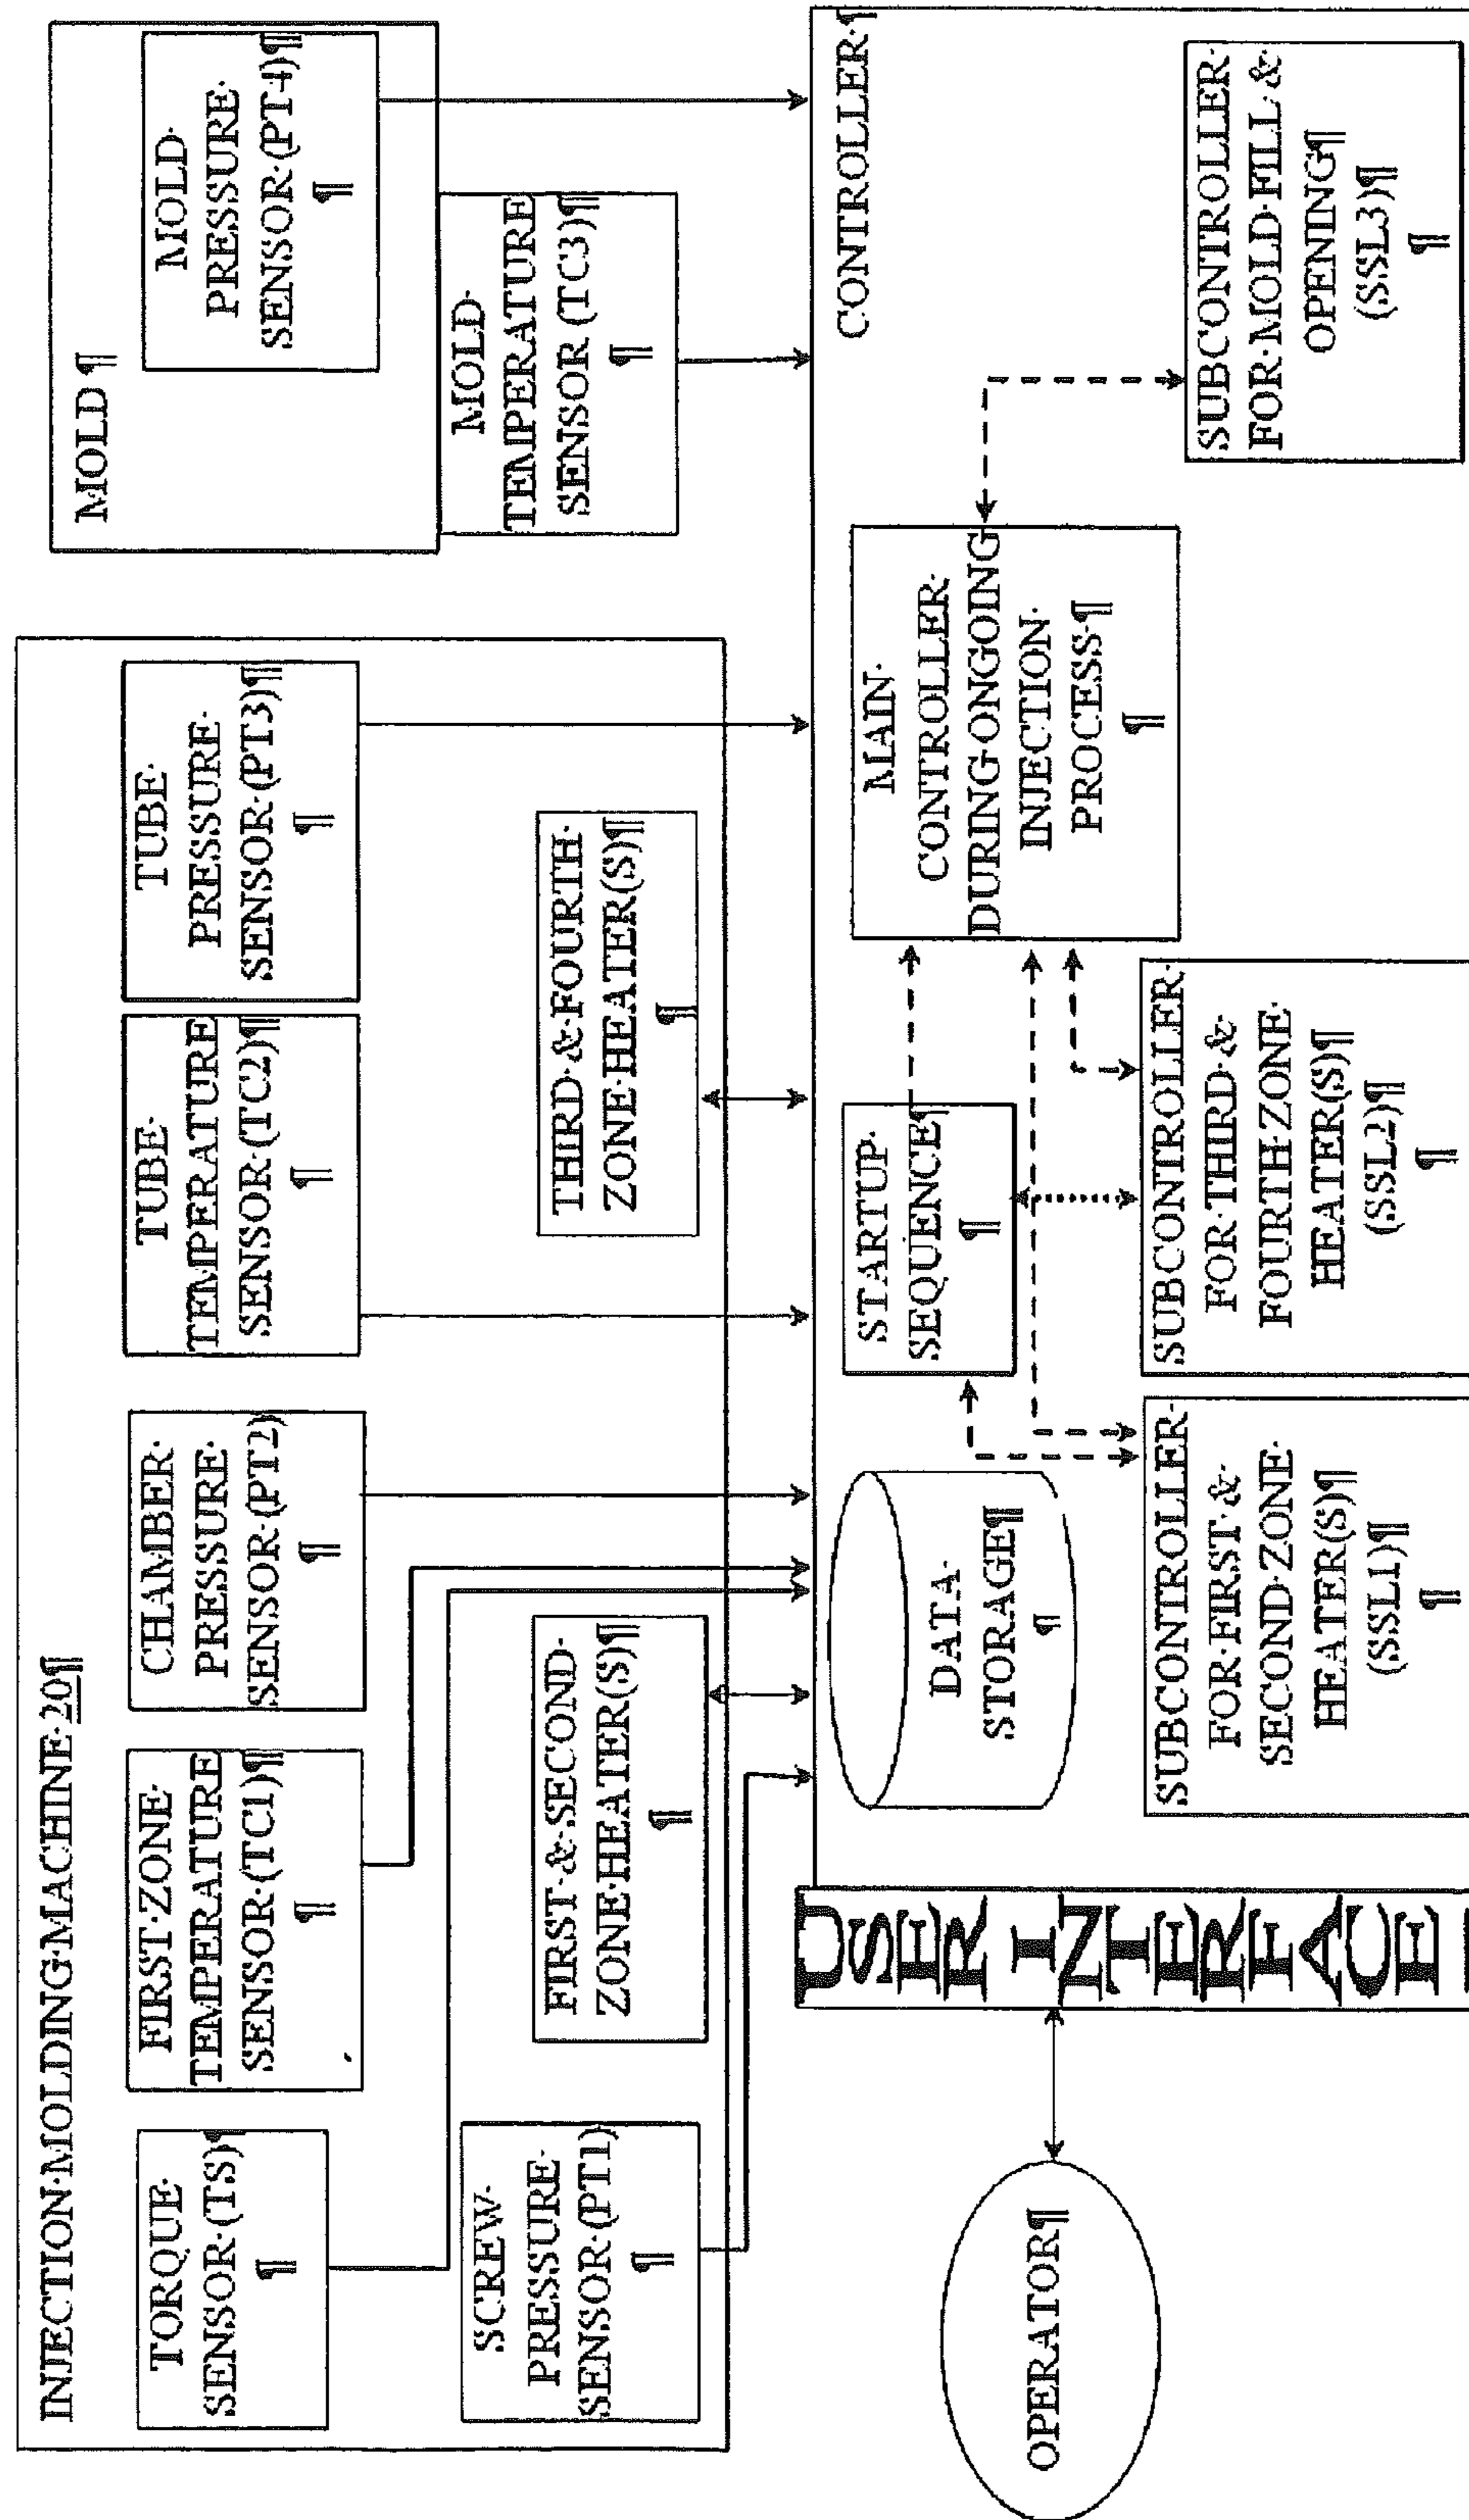 INJECTION·MOLDING·MACHINE·20¶
TORQUE·
SENSOR·(TS)¶
¶
FIRST·ZONE·
TEMPERATURE
SENSOR·(TC1)¶
¶
CHAMBER·
PRESSURE·
SENSOR·(PT2)
¶
TUBE·
TEMPERATURE
SENSOR·(TC2)¶
¶
TUBE·
PRESSURE·
SENSOR·(PT3)¶
¶
SCREW·
PRESSURE·
SENSOR·(PT1)
¶
FIRST·&·SECOND·
ZONE·HEATER(S)¶
¶
THIRD·&·FOURTH·
ZONE·HEATER(S)¶
¶
MOLD·¶
MOLD·
PRESSURE·
SENSOR·(PT4)¶
¶
MOLD·
TEMPERATURE
SENSOR·(TC3)¶
¶
OPERATOR¶
USER INTERFACE
CONTROLLER·¶
DATA·
STORAGE¶
¶
STARTUP·
SEQUENCE¶
¶
MAIN·
CONTROLLER·
DURING·ONGOING
INJECTION·
PROCESS·¶
¶
SUBCONTROLLER·
FOR·FIRST·&·
SECOND·ZONE·
HEATER(S)¶
(SSL1)¶
¶
SUBCONTROLLER·
FOR·THIRD·&·
FOURTH·ZONE·
HEATER(S)¶
(SSL2)¶
¶
SUBCONTROLLER·
FOR·MOLD·FILL·&·
OPENING¶
(SSL3)¶
¶